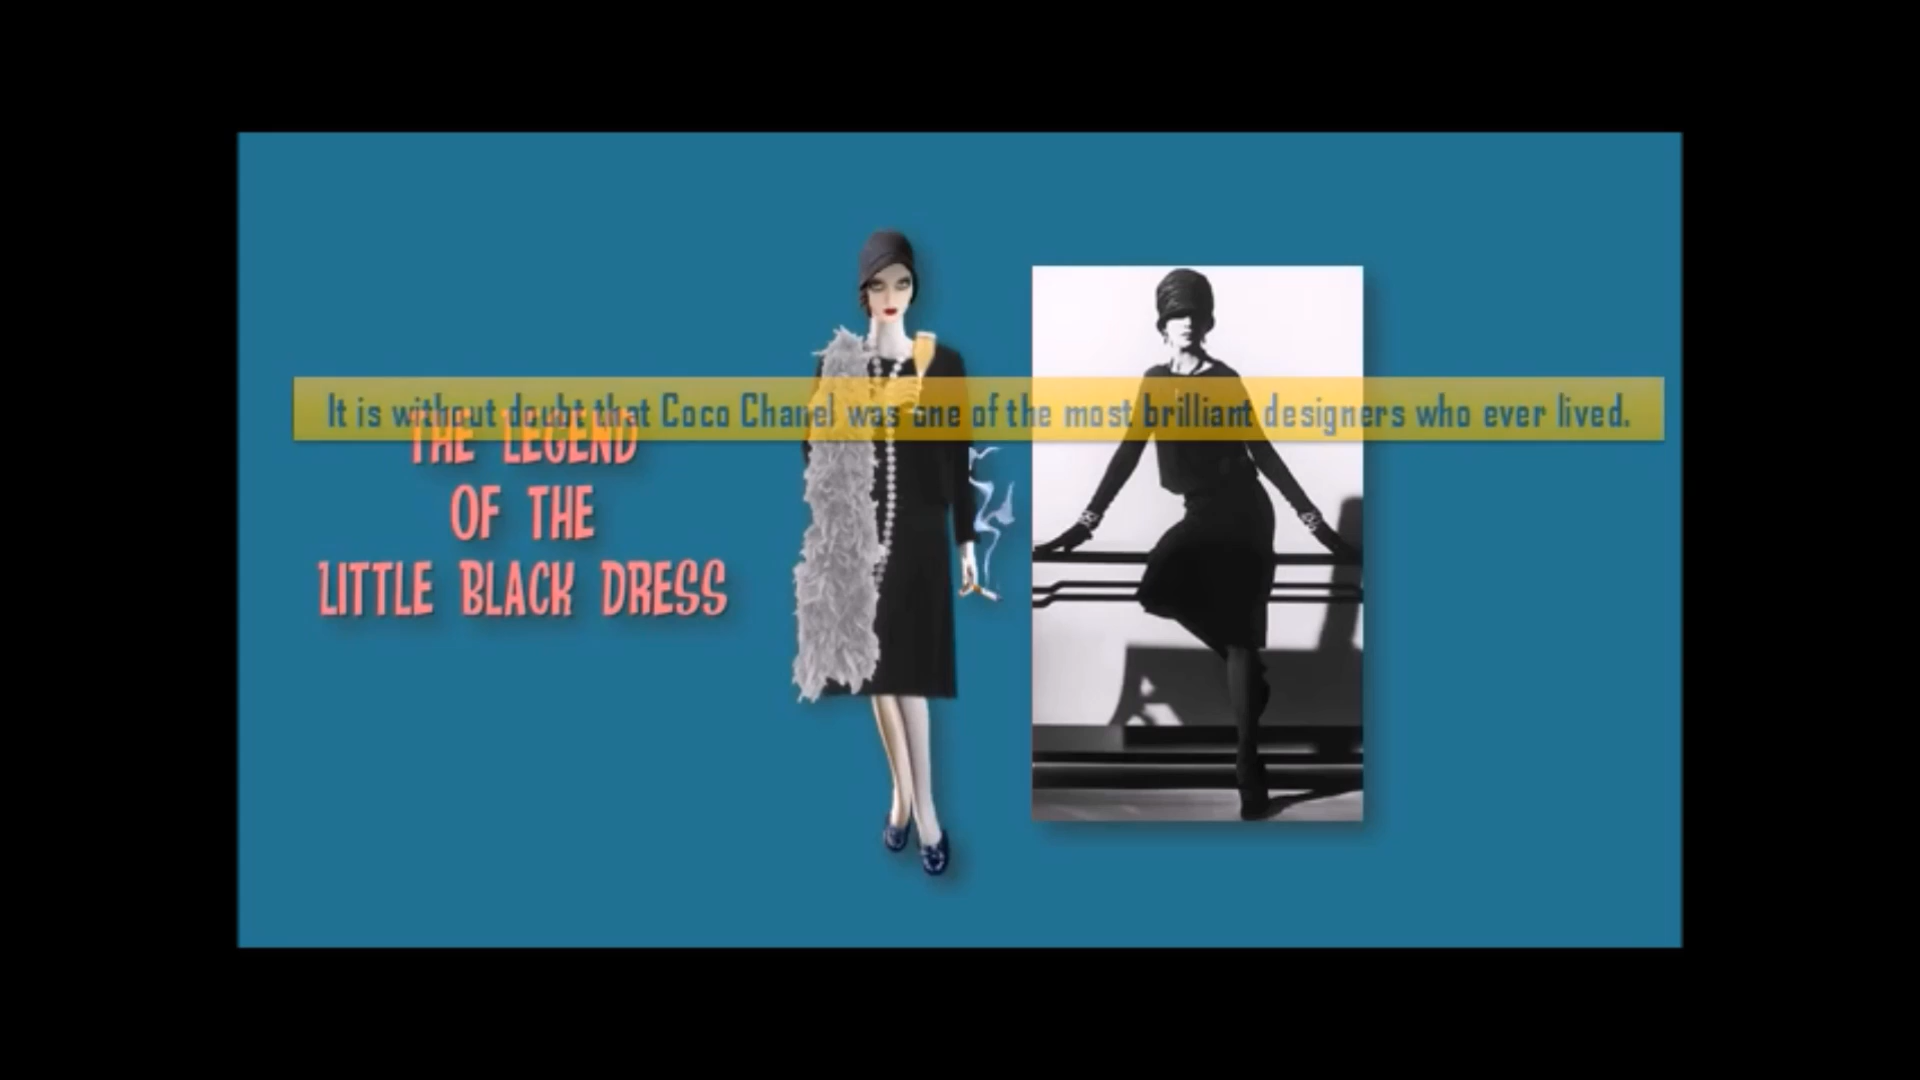 It is without doubt that Coco Chanel was one of the most brilliant designers who ever lived.
THE LEGEND
OF THE
LITTLE BLACK DRESS